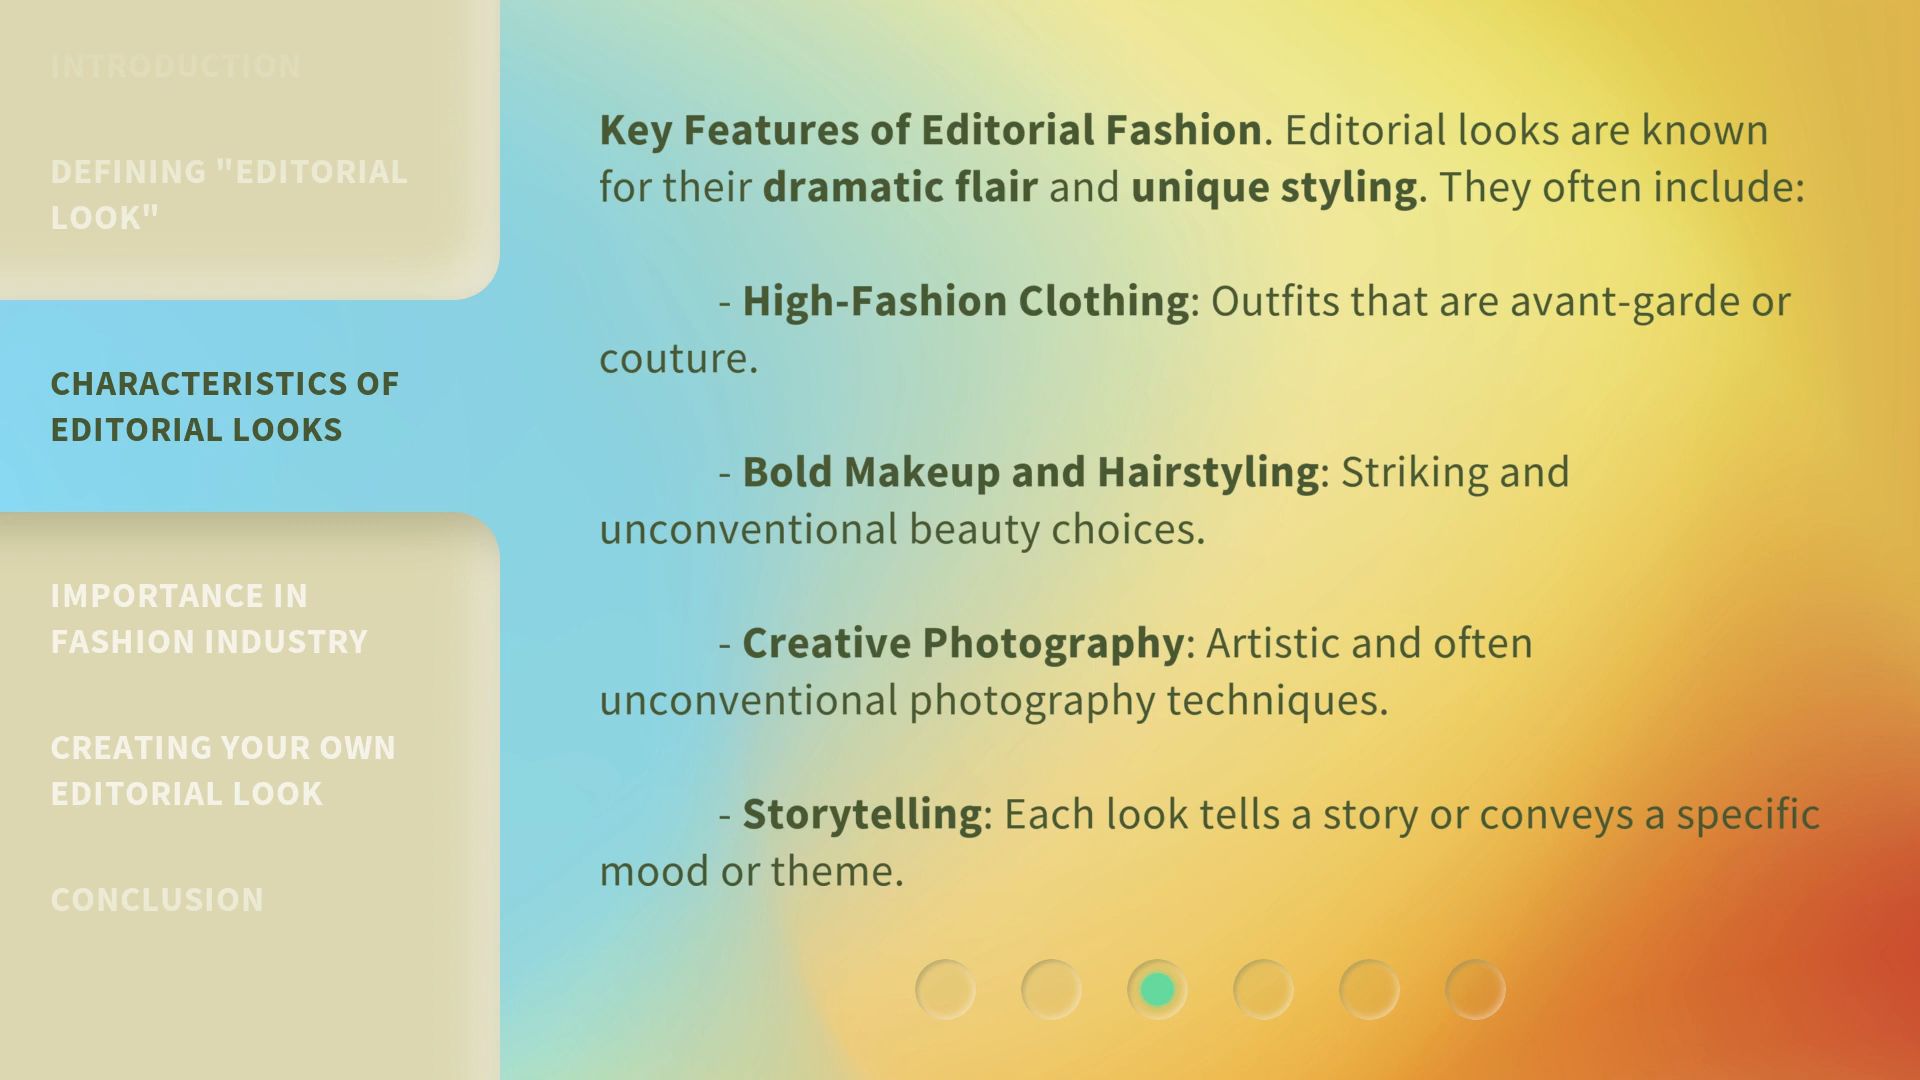 INTRODUCTION
DEFINING "EDITORIAL
LOOK"
CHARACTERISTICS OF
EDITORIAL LOOKS
IMPORTANCE IN
FASHION INDUSTRY
CREATING YOUR OWN
EDITORIAL LOOK
CONCLUSION
Key Features of Editorial Fashion. Editorial looks are known
for their dramatic flair and unique styling. They often include:
- High-Fashion Clothing: Outfits that are avant-garde or
couture.
- Bold Makeup and Hairstyling: Striking and
unconventional beauty choices.
- Creative Photography: Artistic and often
unconventional photography techniques.
- Storytelling: Each look tells a story or conveys a specific
mood or theme.